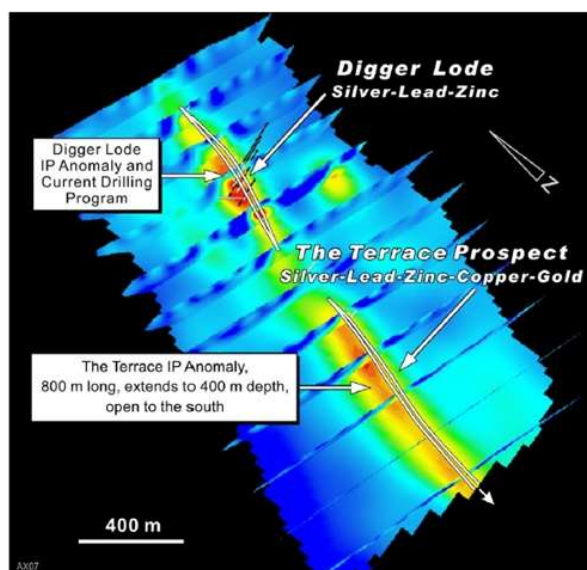 Digger Lode
Silver-Lead-Zinc
Digger Lode
IP Anomaly and
Current Drilling
Program
N
The Terrace Prospect
Silver-Lead-Zinc-Copper-Gold
The Terrace IP Anomaly,
800 m long, extends to 400 m depth,
open to the south
400 m
AX07